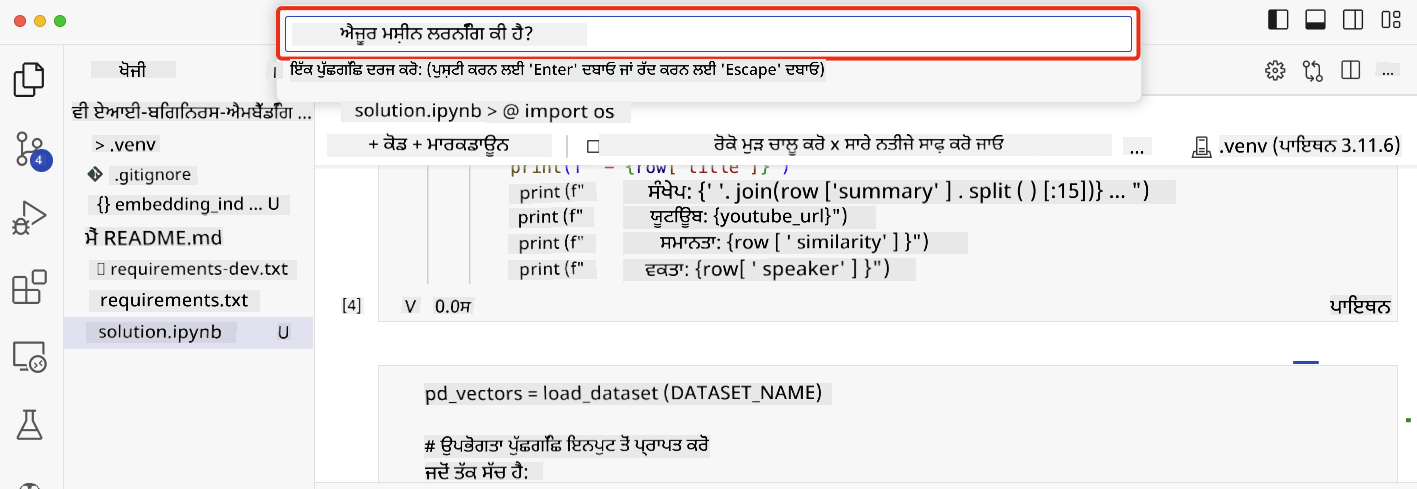 ਐਜ਼ੂਰ ਮਸ਼ੀਨ ਲਰਨਿੰਗ ਕੀ ਹੈ?
ਇੱਕ ਪੁੱਛਗਿੱਛ ਦਰਜ ਕਰੋ: (ਪੁਸ਼ਟੀ ਕਰਨ ਲਈ 'Enter' ਦਬਾਓ ਜਾਂ ਰੱਦ ਕਰਨ ਲਈ 'Escape' ਦਬਾਓ)
ਖੋਜੀ
ਵੀ ਏਆਈ-ਬਿਗਿਨਰਸ-ਐਮਬੈੱਡਿੰਗ ...
> .venv
.gitignore
{} embedding_ind ... U
ਮੈਂ README.md
requirements-dev.txt
requirements.txt
solution.ipynb U
4
solution.ipynb > @ import os
+ ਕੋਡ + ਮਾਰਕਡਾਊਨ
ਰੋਕੋ ਮੁੜ ਚਾਲੂ ਕਰੋ x ਸਾਰੇ ਨਤੀਜੇ ਸਾਫ਼ ਕਰੋ ਜਾਓ
...
.venv (ਪਾਇਥਨ 3.11.6)
print(f" = {row[ title ]} )
print (f" ਸੰਖੇਪ: {' '. join(row ['summary' ] . split ( ) [:15])} ... ")
print (f" ਯੂਟਿਊਬ: {youtube_url}")
print (f" ਸਮਾਨਤਾ: {row [ ' similarity' ] }")
print (f" ਵਕਤਾ: {row[ ' speaker' ] }")
[4] V 0.0ਸ ਪਾਇਥਨ
pd_vectors = load_dataset (DATASET_NAME)
# ਉਪਭੋਗਤਾ ਪੁੱਛਗਿੱਛ ਇਨਪੁਟ ਤੋਂ ਪ੍ਰਾਪਤ ਕਰੋ
ਜਦੋਂ ਤੱਕ ਸੱਚ ਹੈ: